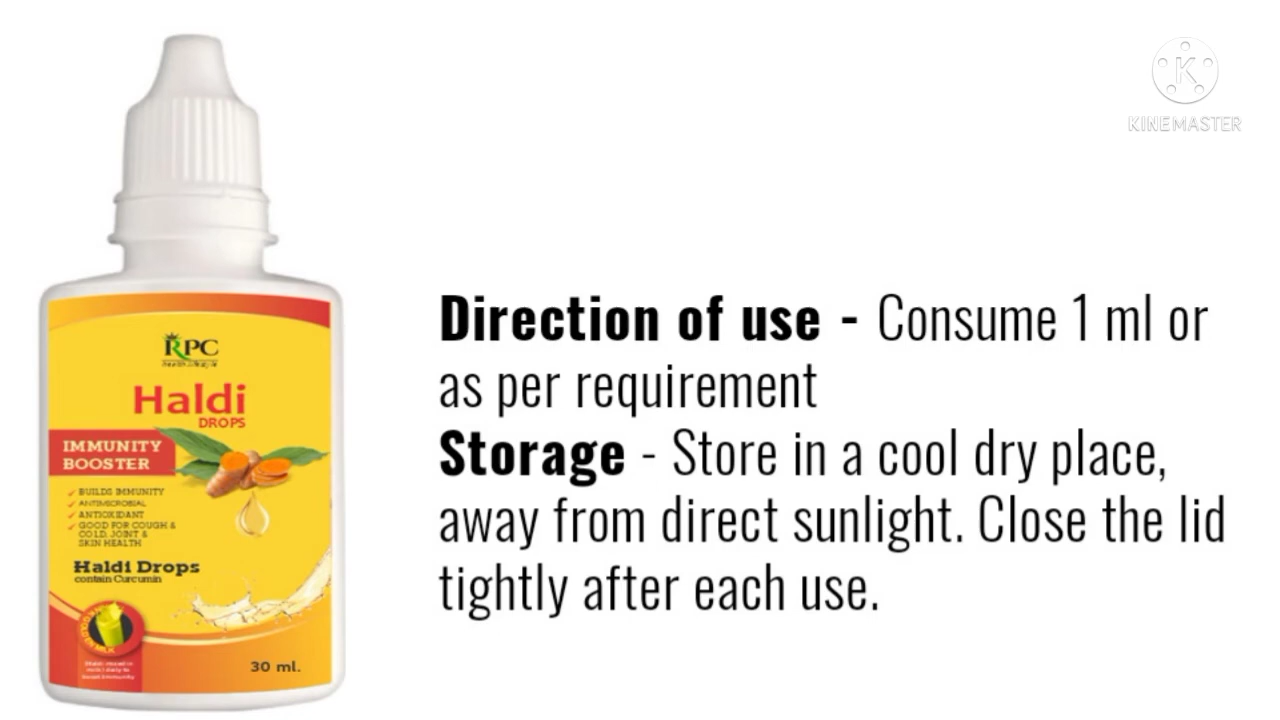 KINEMASTER
RPC
Haldi
DROPS
IMMUNITY
BOOSTER
BUILDS IMMUNITY
ANTIMICROBIAL
ANTIOXIDANT
GOOD FOR COUGH &
COLD, JOINT &
SKIN HEALTH
Haldi Drops
contain Curcumin
30 ml.
Direction of use - Consume 1 ml or
as per requirement
Storage - Store in a cool dry place,
away from direct sunlight. Close the lid
tightly after each use.